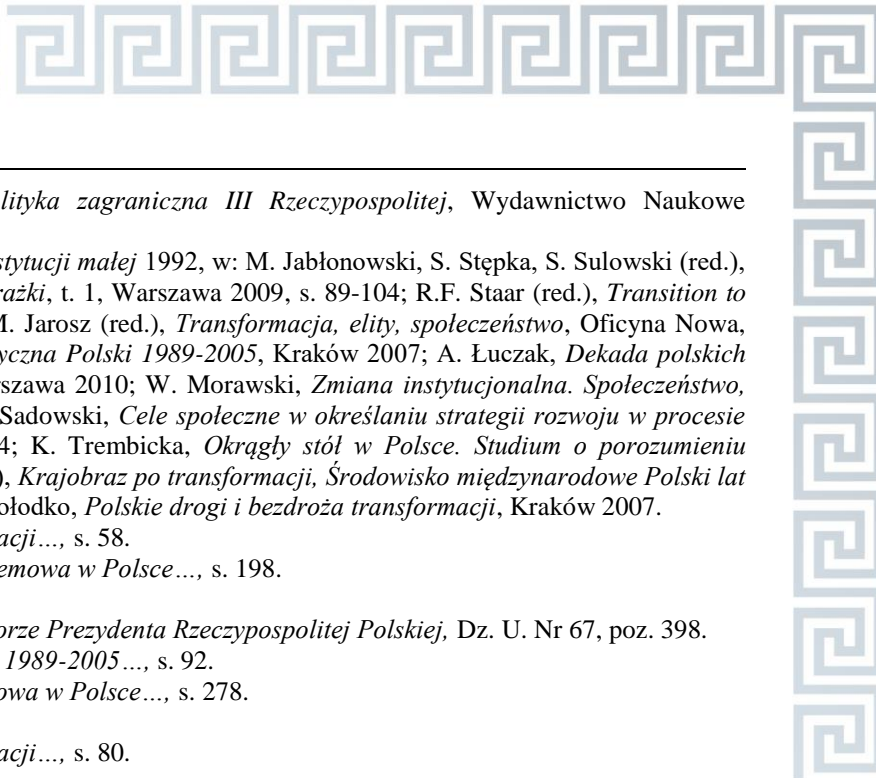 lityka zagraniczna III Rzeczypospolitej, Wydawnictwo Naukowe
stytucji małej 1992, w: M. Jabłonowski, S. Stępka, S. Sulowski (red.),
rażki, t. 1, Warszawa 2009, s. 89-104; R.F. Staar (red.), Transition to
M. Jarosz (red.), Transformacja, elity, społeczeństwo, Oficyna Nowa,
yczna Polski 1989-2005, Kraków 2007; A. Łuczak, Dekada polskich
rszawa 2010; W. Morawski, Zmiana instytucjonalna. Społeczeństwo,
Sadowski, Cele społeczne w określaniu strategii rozwoju w procesie
4; K. Trembicka, Okrągły stół w Polsce. Studium o porozumieniu
), Krajobraz po transformacji, Środowisko międzynarodowe Polski lat
ołodko, Polskie drogi i bezdroża transformacji, Kraków 2007.
acji…, s. 58.
emowa w Polsce…, s. 198.
orze Prezydenta Rzeczypospolitej Polskiej, Dz. U. Nr 67, poz. 398.
1989-2005…, s. 92.
owa w Polsce…, s. 278.
acji…, s. 80.